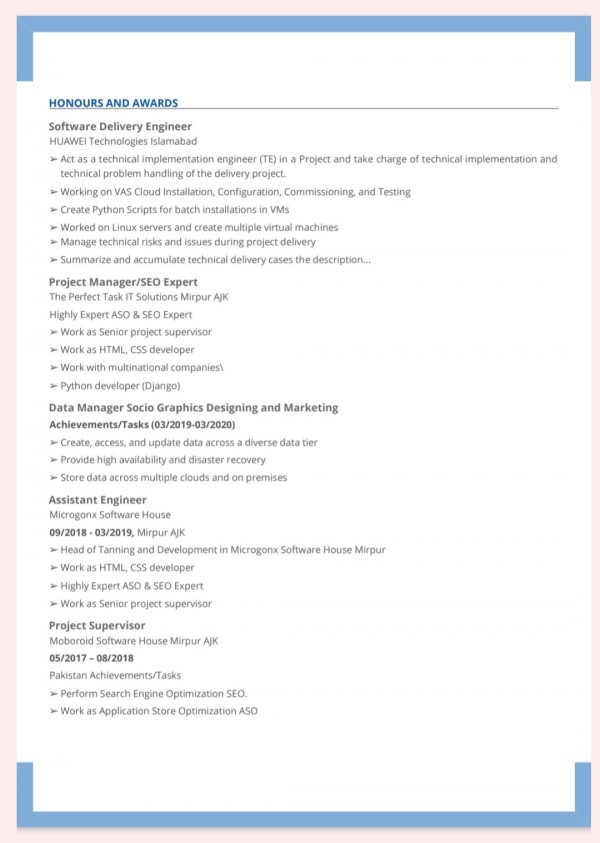 HONOURS AND AWARDS
Software Delivery Engineer
HUAWEI Technologies Islamabad
➢ Act as a technical implementation engineer (TE) in a Project and take charge of technical implementation and
technical problem handling of the delivery project.
➢ Working on VAS Cloud Installation, Configuration, Commissioning, and Testing
➢ Create Python Scripts for batch installations in VMs
➢ Worked on Linux servers and create multiple virtual machines
➢ Manage technical risks and issues during project delivery
➢ Summarize and accumulate technical delivery cases the description...
Project Manager/SEO Expert
The Perfect Task IT Solutions Mirpur AJK
Highly Expert ASO & SEO Expert
➢ Work as Senior project supervisor
➢ Work as HTML, CSS developer
➢ Work with multinational companies\
➢ Python developer (Django)
Data Manager Socio Graphics Designing and Marketing
Achievements/Tasks (03/2019-03/2020)
➢ Create, access, and update data across a diverse data tier
➢ Provide high availability and disaster recovery
➢ Store data across multiple clouds and on premises
Assistant Engineer
Microgonx Software House
09/2018 - 03/2019, Mirpur AJK
➢ Head of Tanning and Development in Microgonx Software House Mirpur
➢ Work as HTML, CSS developer
➢ Highly Expert ASO & SEO Expert
➢ Work as Senior project supervisor
Project Supervisor
Moboroid Software House Mirpur AJK
05/2017 – 08/2018
Pakistan Achievements/Tasks
➢ Perform Search Engine Optimization SEO.
➢ Work as Application Store Optimization ASO